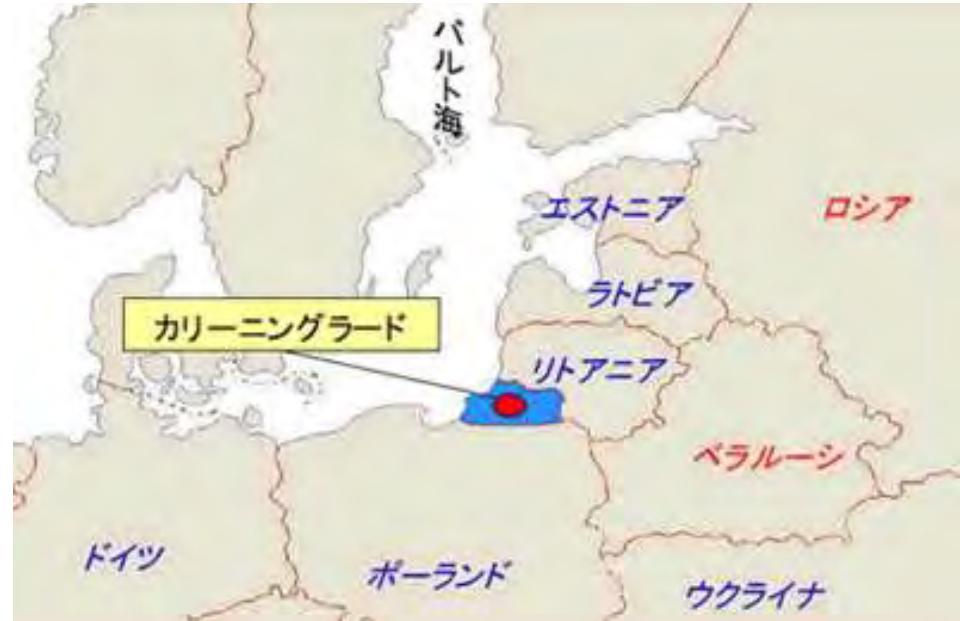 バルト海
エストニア
ロシア
ラトビア
カリーニングラード
リトアニア
ベラルーシ
ドイツ
ポーランド
ウクライナ